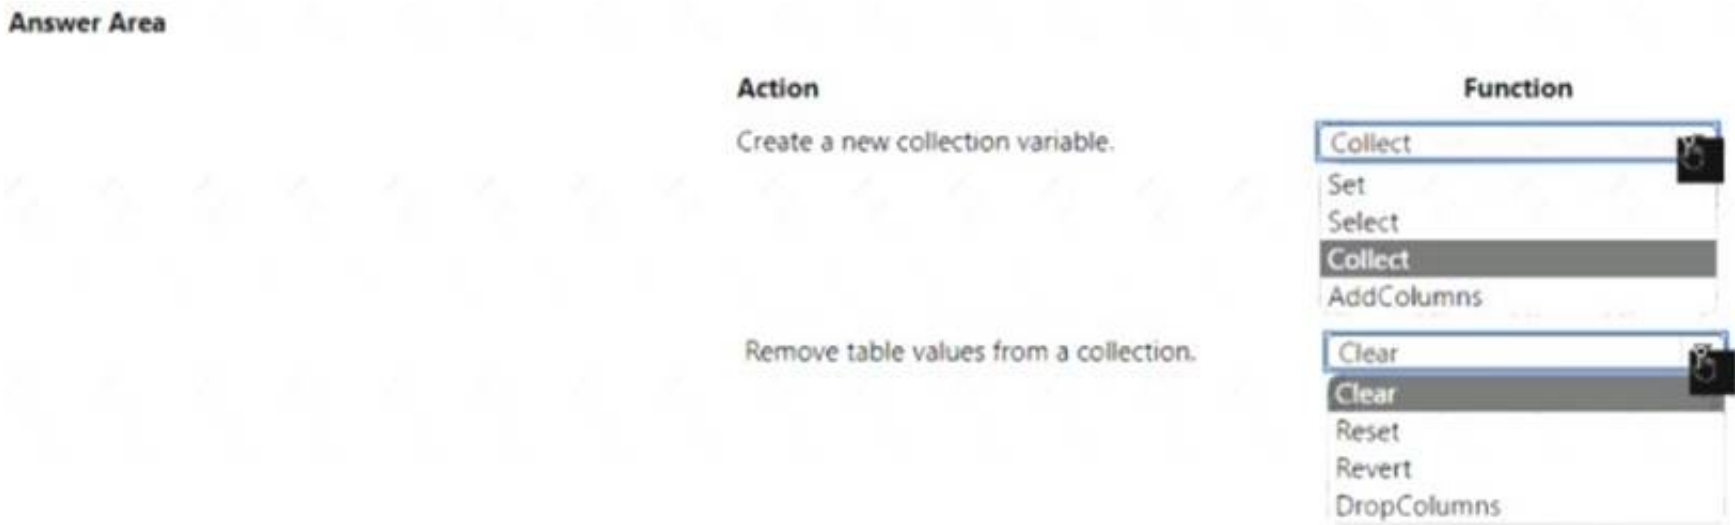 Answer Area
Action Function
Create a new collection variable. Collect
Set
Select
Collect
AddColumns
Remove table values from a collection. Clear
Clear
Reset
Revert
DropColumns